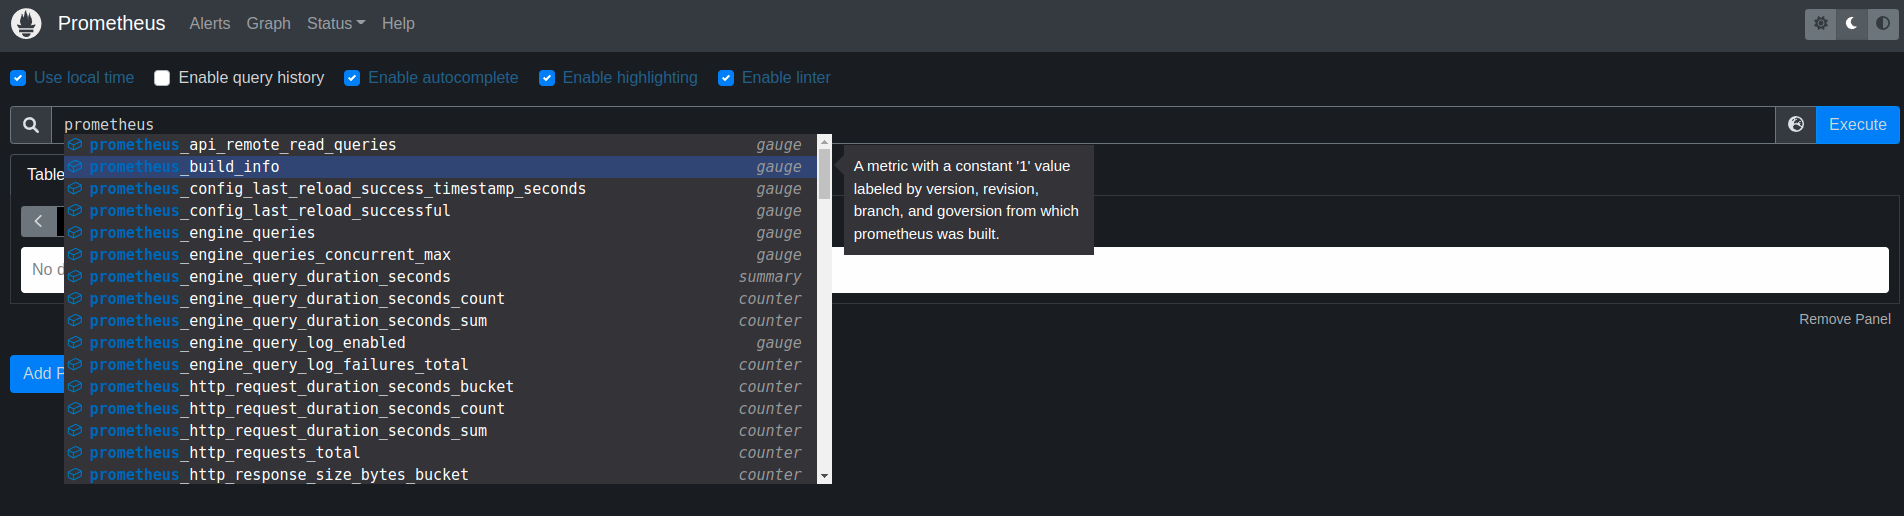 Prometheus Alerts Graph Status Help
Use local time Enable query history Enable autocomplete Enable highlighting Enable linter
prometheus Execute
prometheus_api_remote_read_queries gauge
prometheus_build_info gauge
prometheus_config_last_reload_success_timestamp_seconds gauge
prometheus_config_last_reload_successful gauge
prometheus_engine_queries gauge
prometheus_engine_queries_concurrent_max gauge
prometheus_engine_query_duration_seconds summary
prometheus_engine_query_duration_seconds_count counter
prometheus_engine_query_duration_seconds_sum counter
prometheus_engine_query_log_enabled gauge
prometheus_engine_query_log_failures_total counter
prometheus_http_request_duration_seconds_bucket counter
prometheus_http_request_duration_seconds_count counter
prometheus_http_request_duration_seconds_sum counter
prometheus_http_requests_total counter
prometheus_http_response_size_bytes_bucket counter
A metric with a constant '1' value
labeled by version, revision,
branch, and goversion from which
prometheus was built.
Table
No
Remove Panel
Add